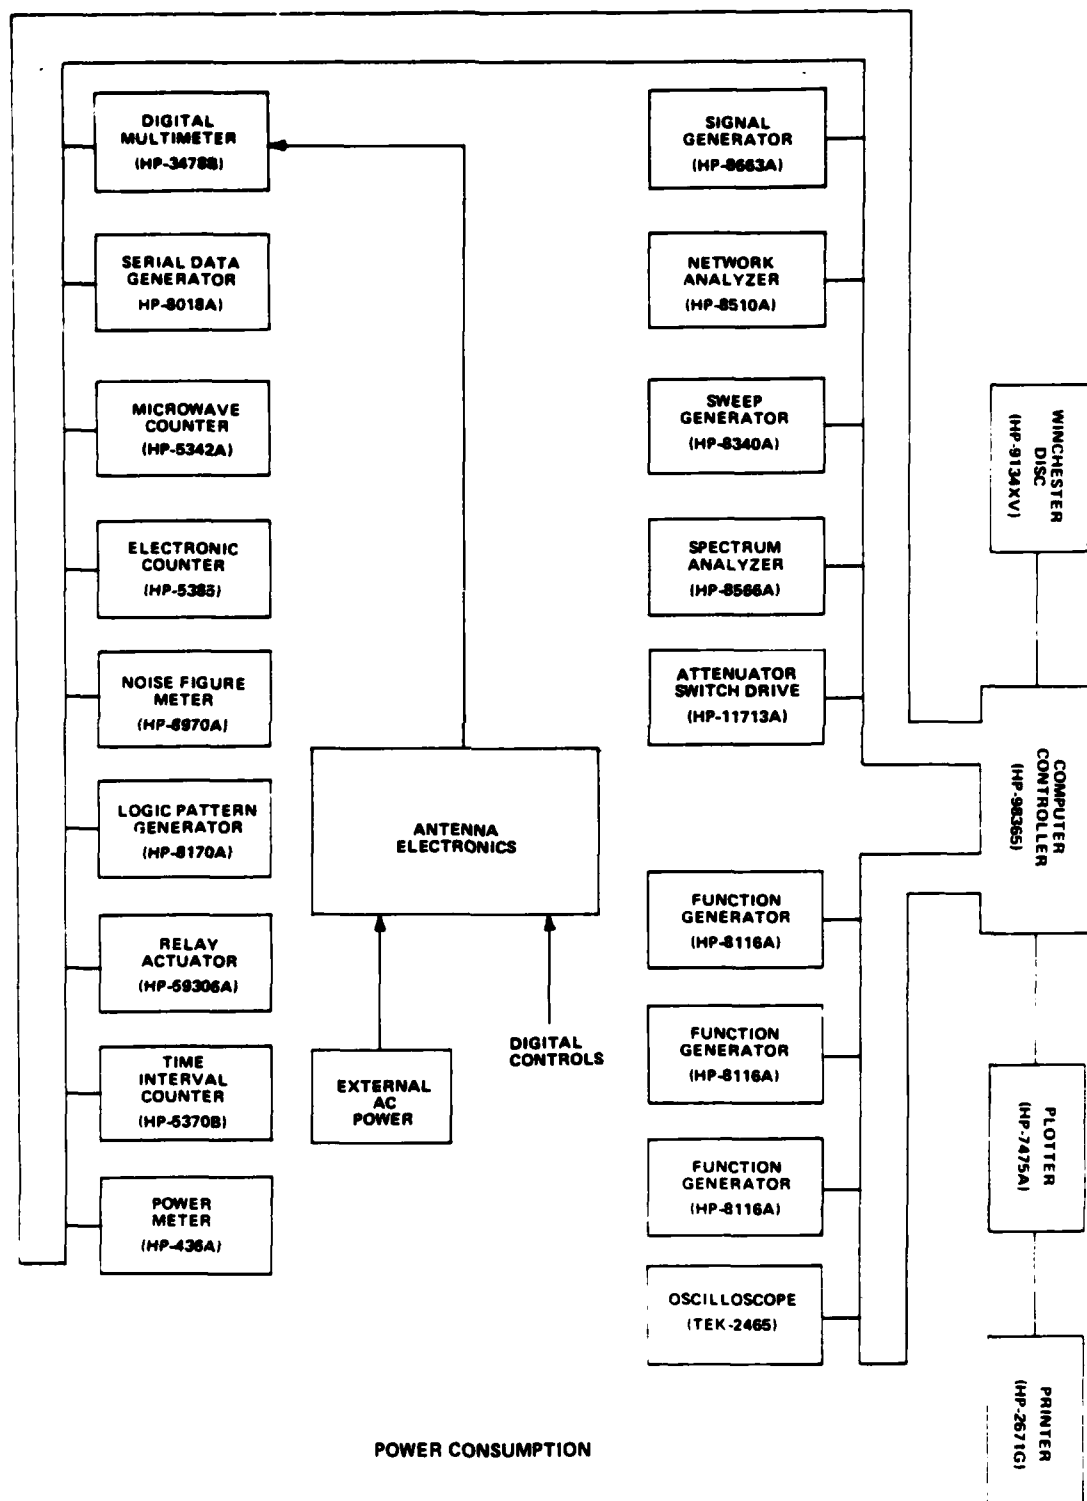 DIGITAL
MULTIMETER
(HP-3478B)
SERIAL DATA
GENERATOR
HP-8018A)
MICROWAVE
COUNTER
(HP-5342A)
ELECTRONIC
COUNTER
NOISE FIGURE
METER
(HP-8970A)
LOGIC PATTERN
GENERATOR
(HP-8170A)
RELAY
ACTUATOR
(HP-59306A)
TIME
INTERVAL
COUNTER
(HP-5370B)
POWER
METER
(HP-436A)
ANTENNA
ELECTRONICS
EXTERNAL
AC
POWER
DIGITAL
CONTROLS
SIGNAL
GENERATOR
(HP-8663A)
NETWORK
ANALYZER
(HP-8510A)
SWEEP
GENERATOR
(HP-8340A)
SPECTRUM
ANALYZER
(HP-8566A)
ATTENUATOR
SWITCH DRIVE
(HP-11713A)
FUNCTION
GENERATOR
(HP-8116A)
FUNCTION
GENERATOR
(HP-8116A)
FUNCTION
GENERATOR
(HP-8116A)
OSCILLOSCOPE
(TEK-2465)
WINCHESTER
DISC
(HP-9134XV)
COMPUTER
CONTROLLER
(HP-98365)
PLOTTER
(HP-7475A)
PRINTER
(HP-2671G)
POWER CONSUMPTION